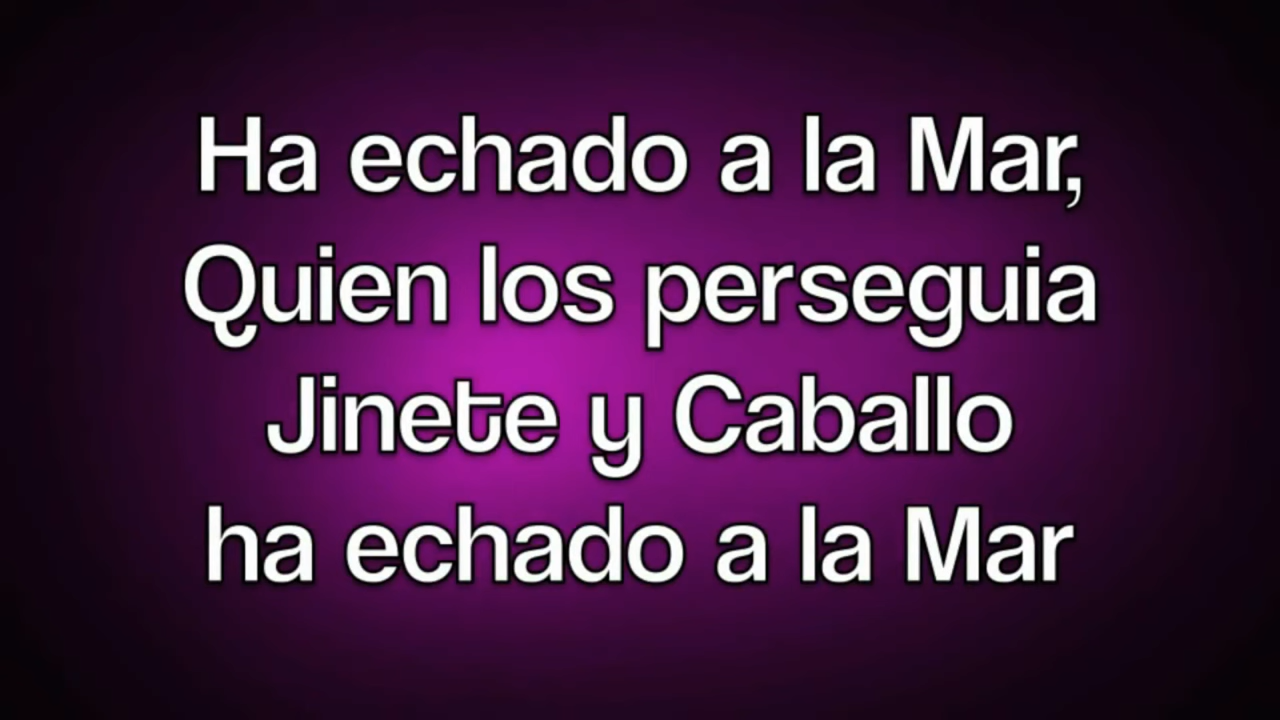 Ha echado a la Mar,
Quien los perseguia
Jinete y Caballo
ha echado a la Mar